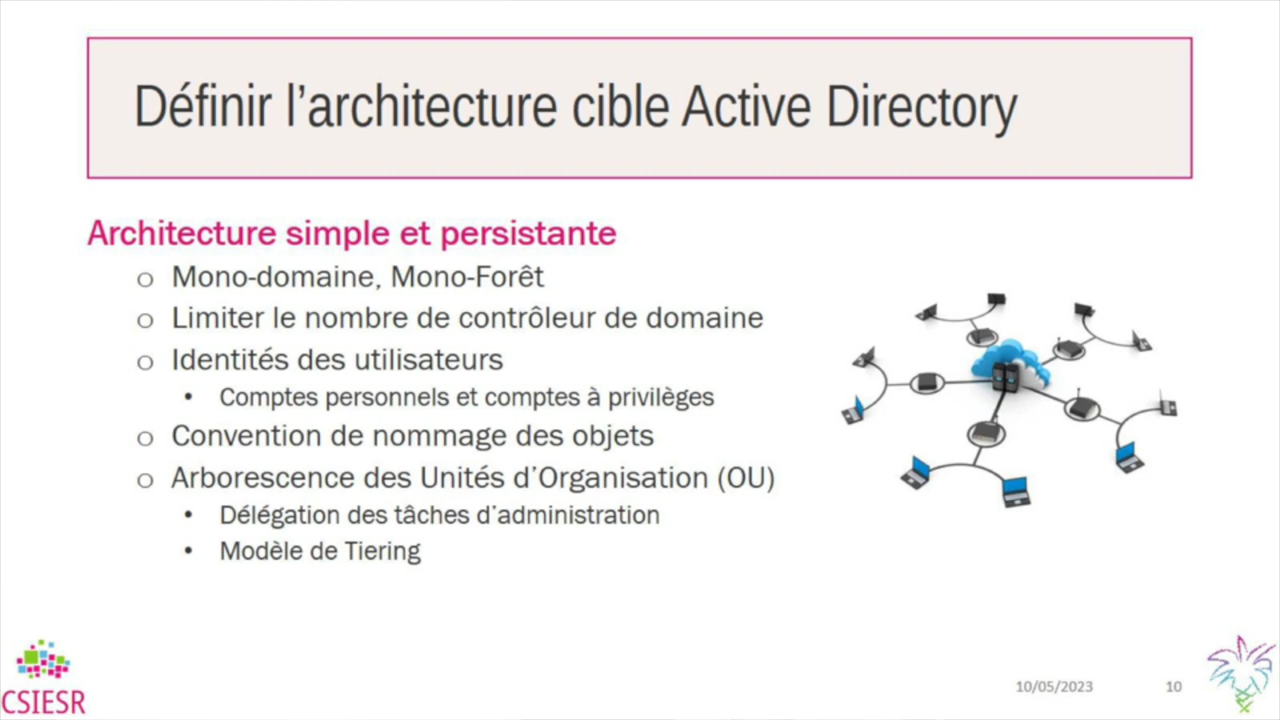 Définir l’architecture cible Active Directory
Architecture simple et persistante
o Mono-domaine, Mono-Forêt
o Limiter le nombre de contrôleur de domaine
o Identités des utilisateurs
• Comptes personnels et comptes à privilèges
o Convention de nommage des objets
o Arborescence des Unités d’Organisation (OU)
• Délégation des tâches d’administration
• Modèle de Tiering
CSIESR
10/05/2023
10